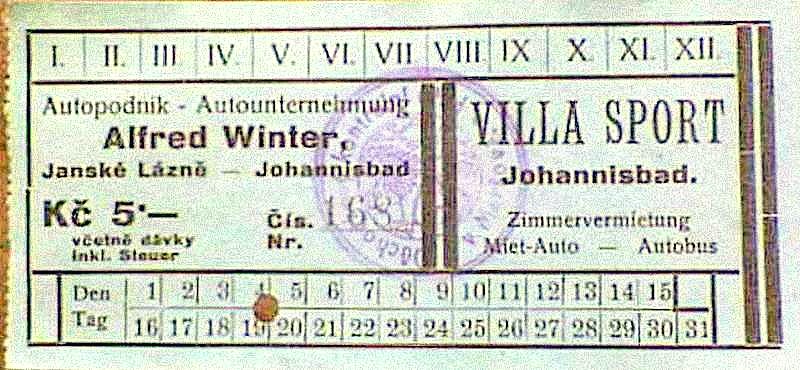 I. II. III IV. V. VI. VII VIII. IX X. XI. XII.
Autopodnik - Autounternehmung
Alfred Winter,
Janské Lázně — Johannisbad
Kč 5·—
včetně dávky
inkl. Steuer
Čís. 168
Nr.
VILLA SPORT
Johannisbad.
Zimmervermietung
Miet-Auto — Autobus
Den 1 2 3 4 5 6 7 8 9 10 11 12 13 14 15
Tag 16 17 18 19 20 21 22 23 24 25 26 27 28 29 30 31